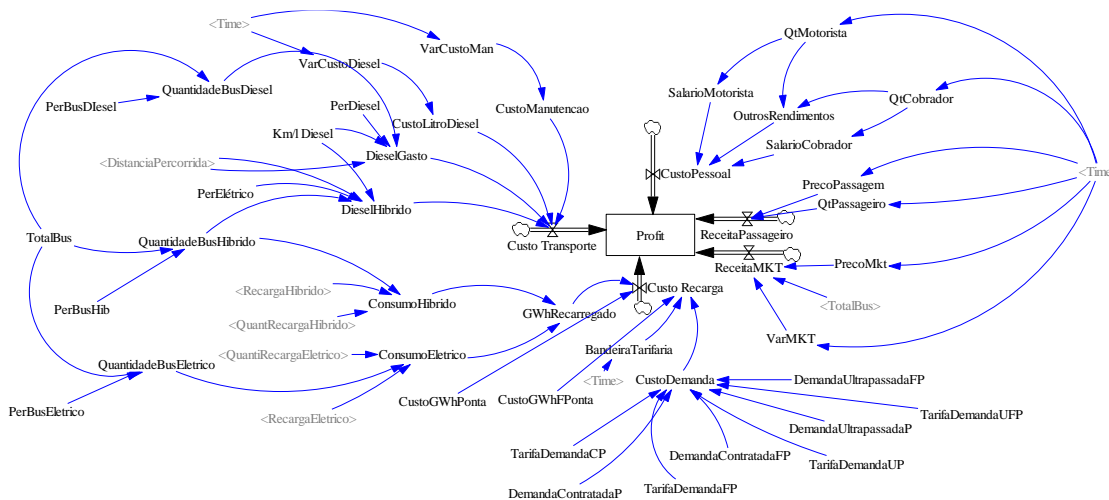 <Time>
VarCustoMan
QtMotorista
VarCustoDiesel
QuantidadeBusDiesel
PerBusDIesel
SalarioMotorista
QtCobrador
PerDiesel
CustoManutencao
OutrosRendimentos
CustoLitroDiesel
Km/l Diesel
SalarioCobrador
DieselGasto
<DistanciaPercorrida>
CustoPessoal
<Time>
PerElétrico
PrecoPassagem
DieselHibrido
QtPassageiro
TotalBus
QuantidadeBusHibrido
Custo Transporte
Profit
ReceitaPassageiro
ReceitaMKT
PrecoMkt
PerBusHib
<RecargaHibrido>
ConsumoHibrido
Custo Recarga
<TotalBus>
GWhRecarregado
<QuantRecargaHibrido>
VarMKT
<QuantiRecargaEletrico>
ConsumoEletrico
BandeiraTarifaria
QuantidadeBusEletrico
<Time>
CustoDemanda
DemandaUltrapassadaFP
PerBusEletrico
CustoGWhPonta
CustoGWhFPonta
<RecargaEletrico>
TarifaDemandaUFP
DemandaUltrapassadaP
TarifaDemandaCP
DemandaContratadaFP
TarifaDemandaUP
DemandaContratadaP
TarifaDemandaFP